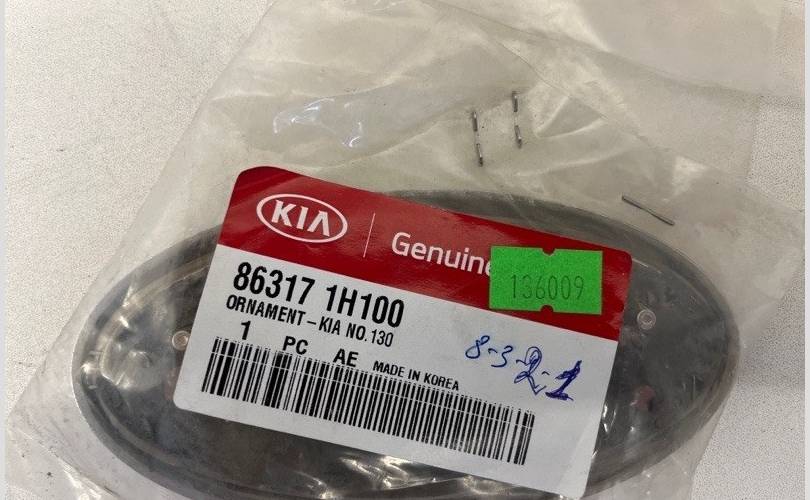 KIA
Genuine
136009
86317 1H100
ORNAMENT-KIA NO.130
1 PC AE MADE IN KOREA
8-3-2-1